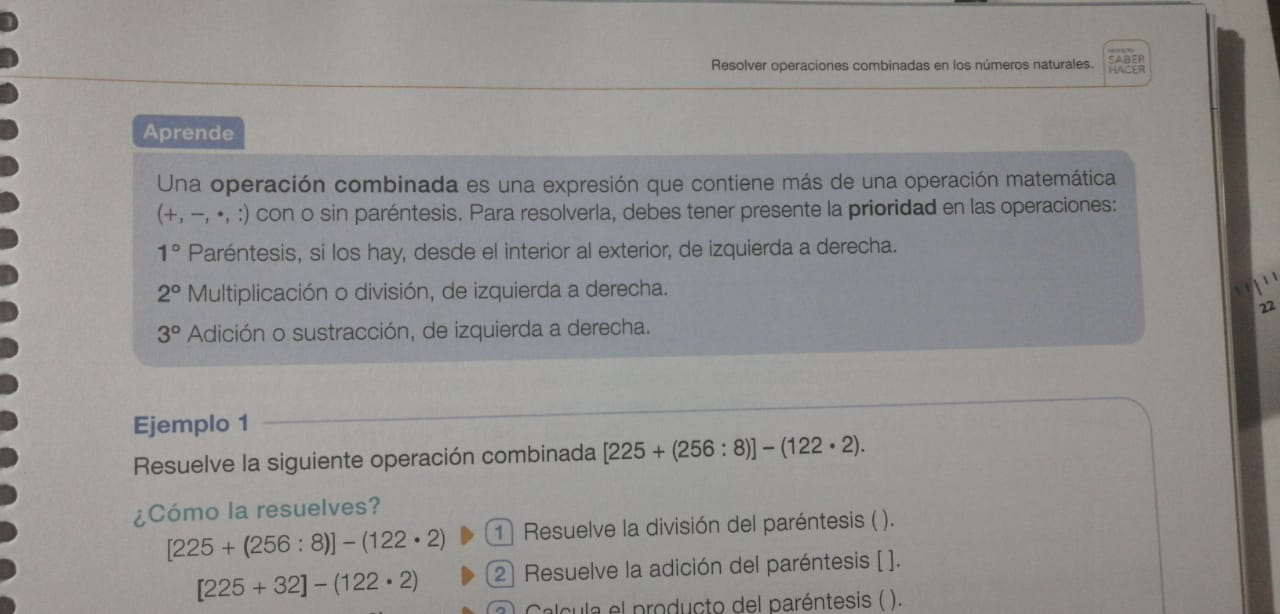 Resolver operaciones combinadas en los números naturales.
SABER
HACER
Aprende
Una operación combinada es una expresión que contiene más de una operación matemática
(+, –, •, :) con o sin paréntesis. Para resolverla, debes tener presente la prioridad en las operaciones:
1° Paréntesis, si los hay, desde el interior al exterior, de izquierda a derecha.
2º Multiplicación o división, de izquierda a derecha.
3º Adición o sustracción, de izquierda a derecha.
22
Ejemplo 1
Resuelve la siguiente operación combinada [225 + (256 : 8)] – (122 • 2).
¿Cómo la resuelves?
[225 + (256 : 8)] – (122 • 2) 1 Resuelve la división del paréntesis ( ).
[225 + 32] – (122 • 2) 2 Resuelve la adición del paréntesis [ ].
Calcula el producto del paréntesis ( ).